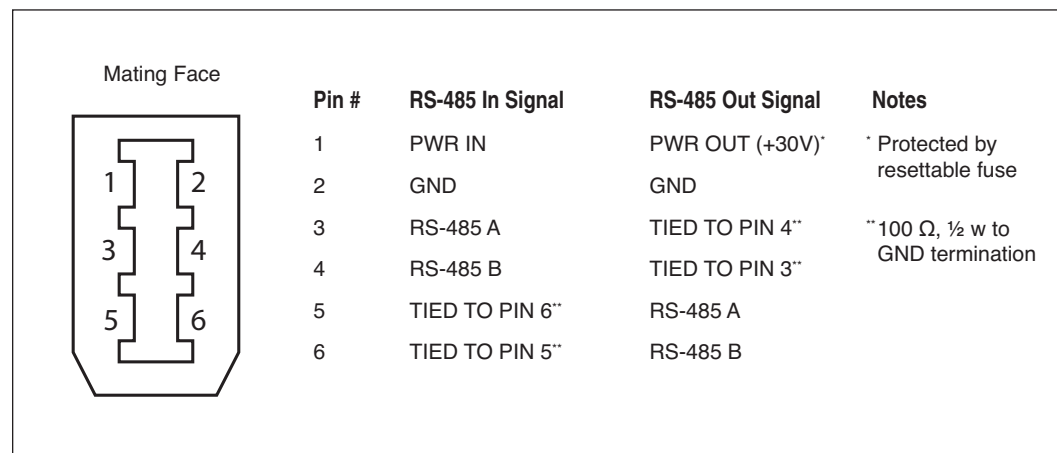 Mating Face
1 2
3 4
5 6
Pin # RS-485 In Signal RS-485 Out Signal Notes
1 PWR IN PWR OUT (+30V)* * Protected by
resettable fuse
2 GND GND
3 RS-485 A TIED TO PIN 4** ** 100 Ω, ½ w to
GND termination
4 RS-485 B TIED TO PIN 3**
5 TIED TO PIN 6** RS-485 A
6 TIED TO PIN 5** RS-485 B